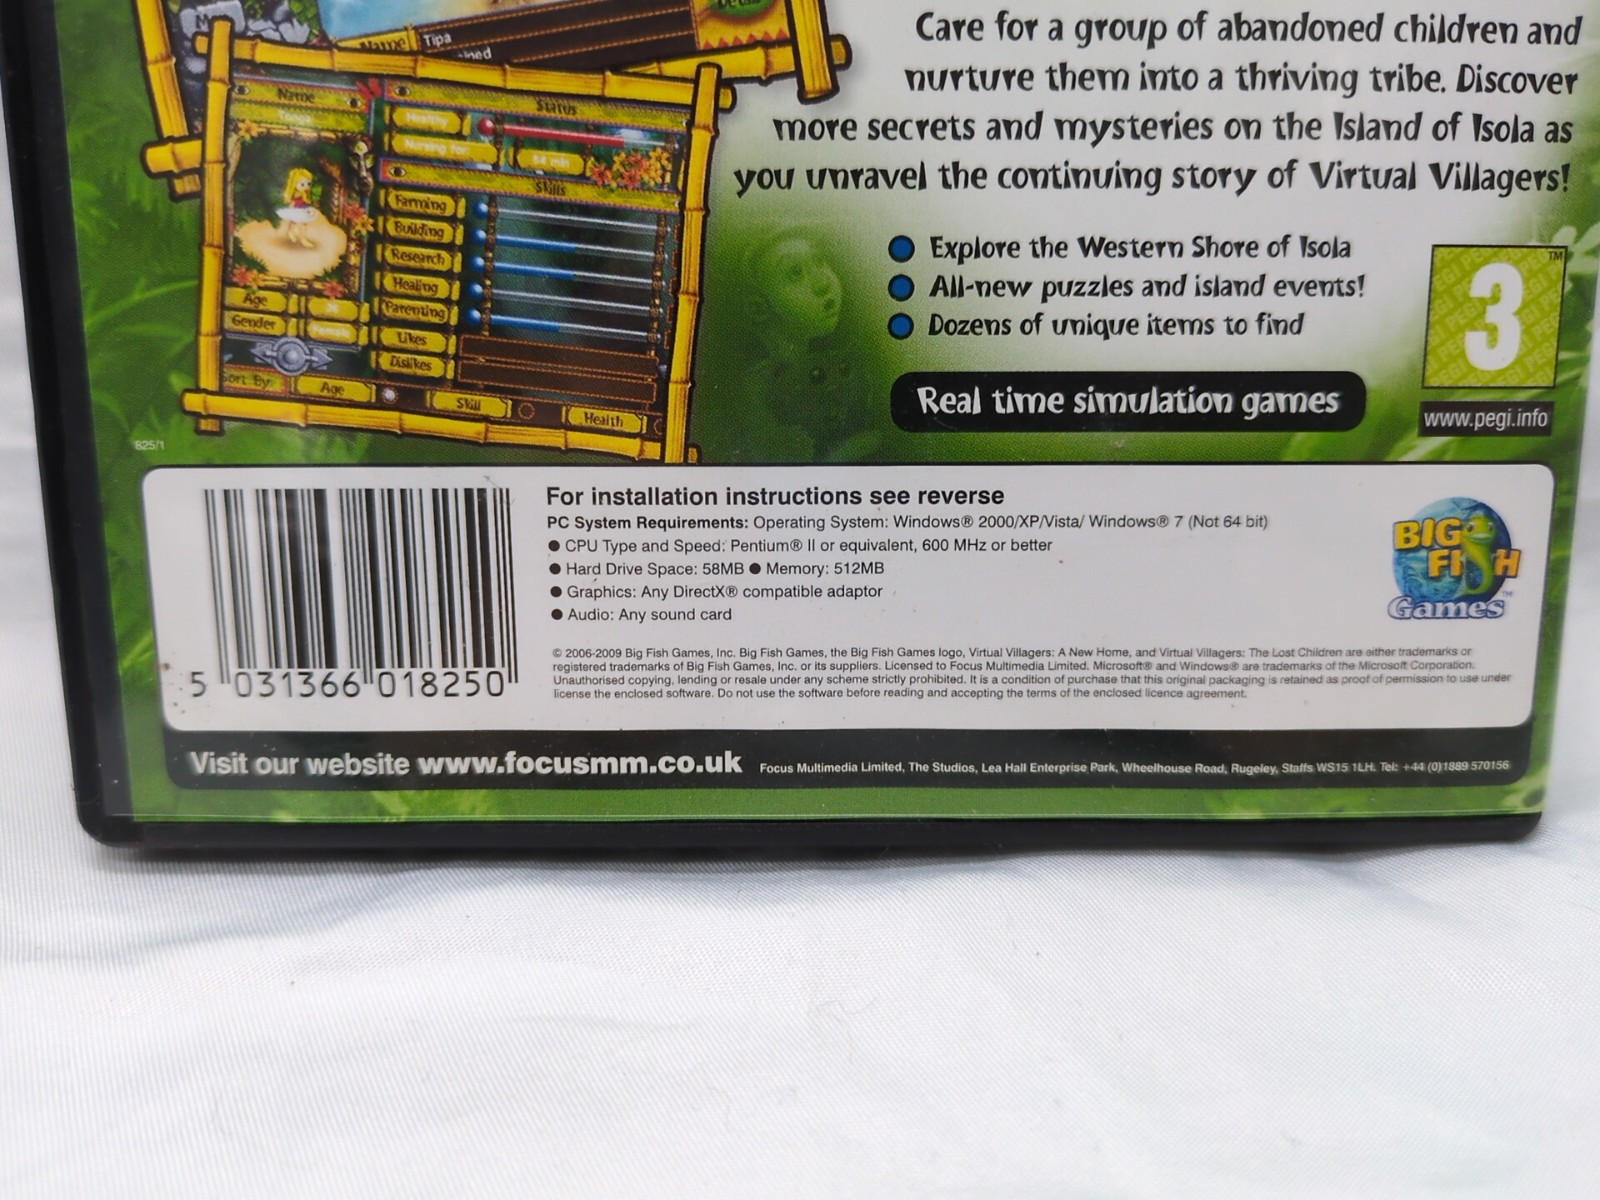 Name
Tipa
Care for a group of abandoned children and
nurture them into a thriving tribe. Discover
more secrets and mysteries on the Island of Isola as
you unravel the continuing story of Virtual Villagers!
Explore the Western Shore of Isola
All-new puzzles and island events!
Dozens of unique items to find
Real time simulation games
3
™
www.pegi.info
Name
Status
Healthy
Nursing for:
54 min
Skills
Farming
Building
Research
Healing
Parenting
Likes
Dislikes
Age
Gender
Female
Sort By:
Age
Skill
Health
825/1
5 031366 018250
For installation instructions see reverse
PC System Requirements: Operating System: Windows® 2000/XP/Vista/ Windows® 7 (Not 64 bit)
● CPU Type and Speed: Pentium® II or equivalent, 600 MHz or better
● Hard Drive Space: 58MB ● Memory: 512MB
● Graphics: Any DirectX® compatible adaptor
● Audio: Any sound card
BIG
FISH
Games™
© 2006-2009 Big Fish Games, Inc. Big Fish Games, the Big Fish Games logo, Virtual Villagers: A New Home, and Virtual Villagers: The Lost Children are either trademarks or
registered trademarks of Big Fish Games, Inc. or its suppliers. Licensed to Focus Multimedia Limited. Microsoft® and Windows® are trademarks of the Microsoft Corporation.
Unauthorised copying, lending or resale under any scheme strictly prohibited. It is a condition of purchase that this original packaging is retained as proof of permission to use under
license the enclosed software. Do not use the software before reading and accepting the terms of the enclosed licence agreement.
Visit our website www.focusmm.co.uk
Focus Multimedia Limited, The Studios, Lea Hall Enterprise Park, Wheelhouse Road, Rugeley, Staffs WS15 1LH. Tel: +44 (0)1889 570156